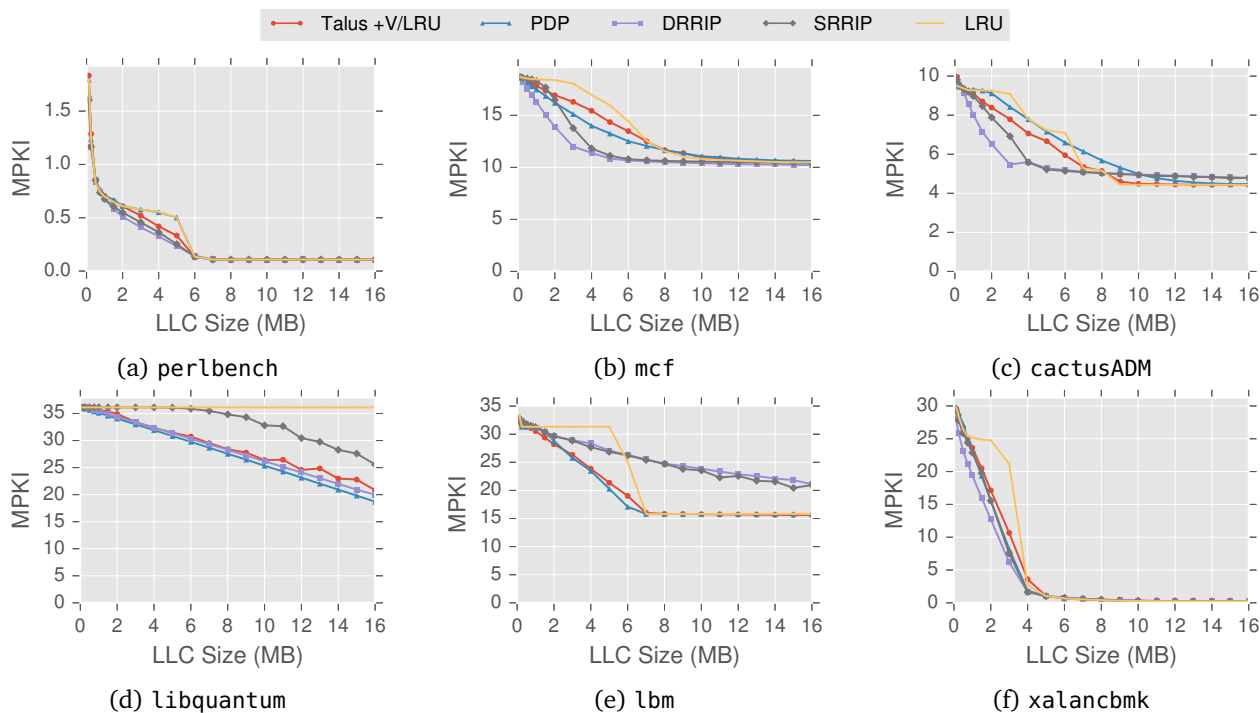 Talus +V/LRU PDP DRRIP SRRIP LRU
MPKI
1.5
1.0
0.5
0.0
0 2 4 6 8 10 12 14 16
LLC Size (MB)
(a) perlbench
MPKI
15
10
5
0
0 2 4 6 8 10 12 14 16
LLC Size (MB)
(b) mcf
MPKI
10
8
6
4
2
0
0 2 4 6 8 10 12 14 16
LLC Size (MB)
(c) cactusADM
MPKI
35
30
25
20
15
10
5
0
0 2 4 6 8 10 12 14 16
LLC Size (MB)
(d) libquantum
MPKI
35
30
25
20
15
10
5
0
0 2 4 6 8 10 12 14 16
LLC Size (MB)
(e) lbm
MPKI
30
25
20
15
10
5
0
0 2 4 6 8 10 12 14 16
LLC Size (MB)
(f) xalancbmk